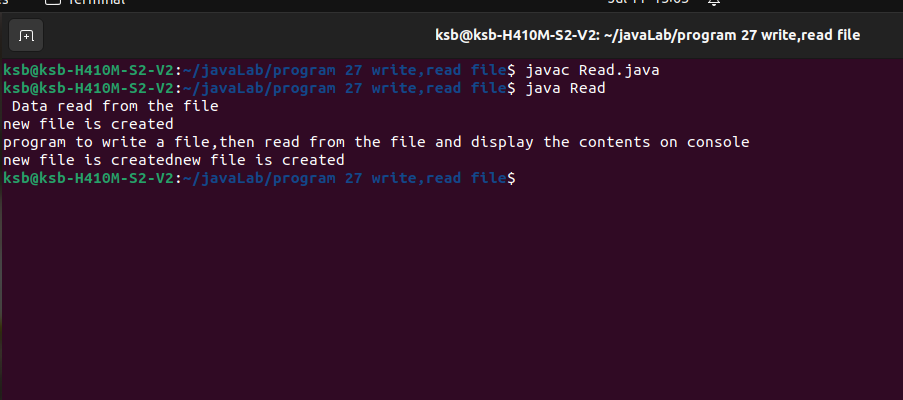 Terminal
ksb@ksb-H410M-S2-V2: ~/javaLab/program 27 write,read file
ksb@ksb-H410M-S2-V2:~/javaLab/program 27 write,read file$ javac Read.java
ksb@ksb-H410M-S2-V2:~/javaLab/program 27 write,read file$ java Read
 Data read from the file
new file is created
program to write a file,then read from the file and display the contents on console
new file is creatednew file is created
ksb@ksb-H410M-S2-V2:~/javaLab/program 27 write,read file$